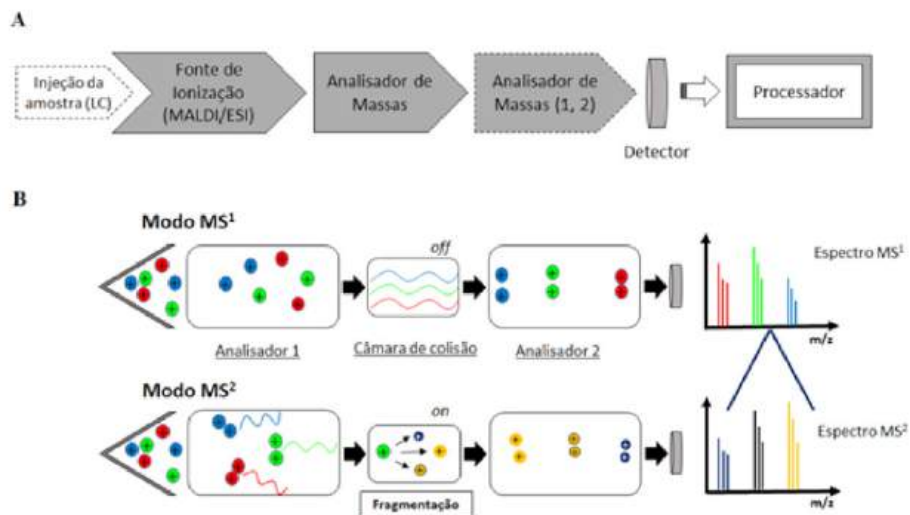 A
Injeção da
amostra (LC)
Fonte de
Ionização
(MALDI/ESI)
Analisador de
Massas
Analisador de
Massas (1, 2)
Detector
Processador
B
Modo MS¹
off
Analisador 1
Câmara de colisão
Analisador 2
Espectro MS¹
m/z
Modo MS²
on
Fragmentação
Espectro MS²
m/z